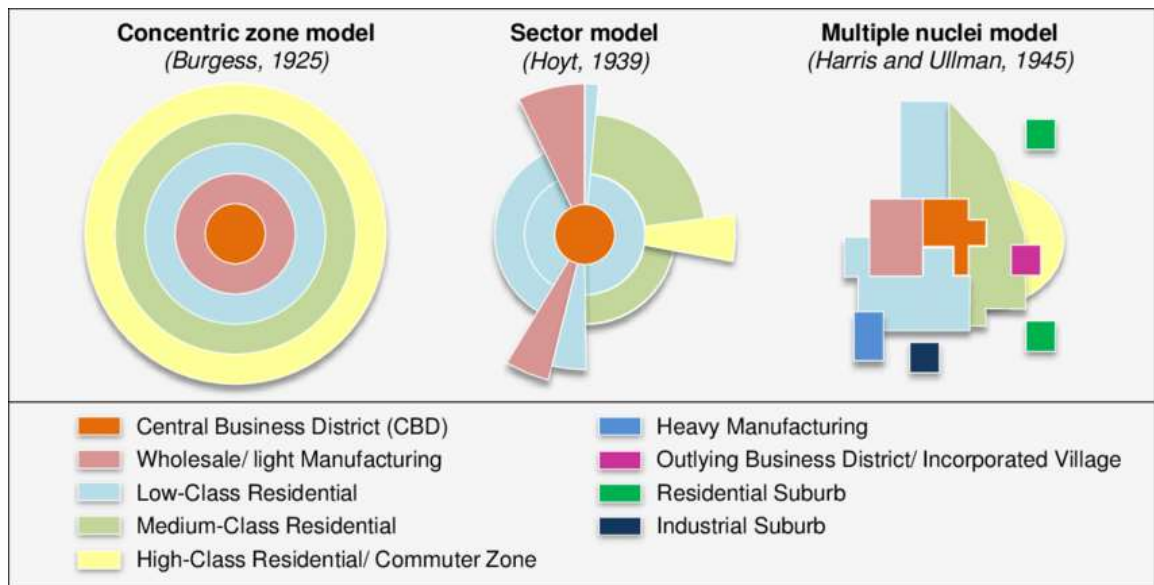 Concentric zone model
(Burgess, 1925)
Sector model
(Hoyt, 1939)
Multiple nuclei model
(Harris and Ullman, 1945)
Central Business District (CBD)
Wholesale/ light Manufacturing
Low-Class Residential
Medium-Class Residential
High-Class Residential/ Commuter Zone
Heavy Manufacturing
Outlying Business District/ Incorporated Village
Residential Suburb
Industrial Suburb